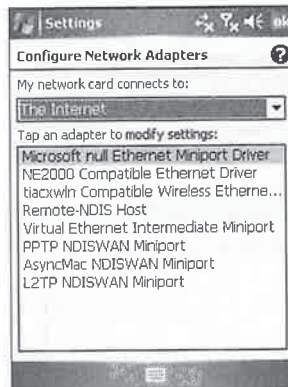 Settings
ok
Configure Network Adapters
?
My network card connects to:
The Internet
Tap an adapter to modify settings:
Microsoft null Ethernet Miniport Driver
NE2000 Compatible Ethernet Driver
tiacxwln Compatible Wireless Etherne...
Remote-NDIS Host
Virtual Ethernet Intermediate Miniport
PPTP NDISWAN Miniport
AsyncMac NDISWAN Miniport
L2TP NDISWAN Miniport